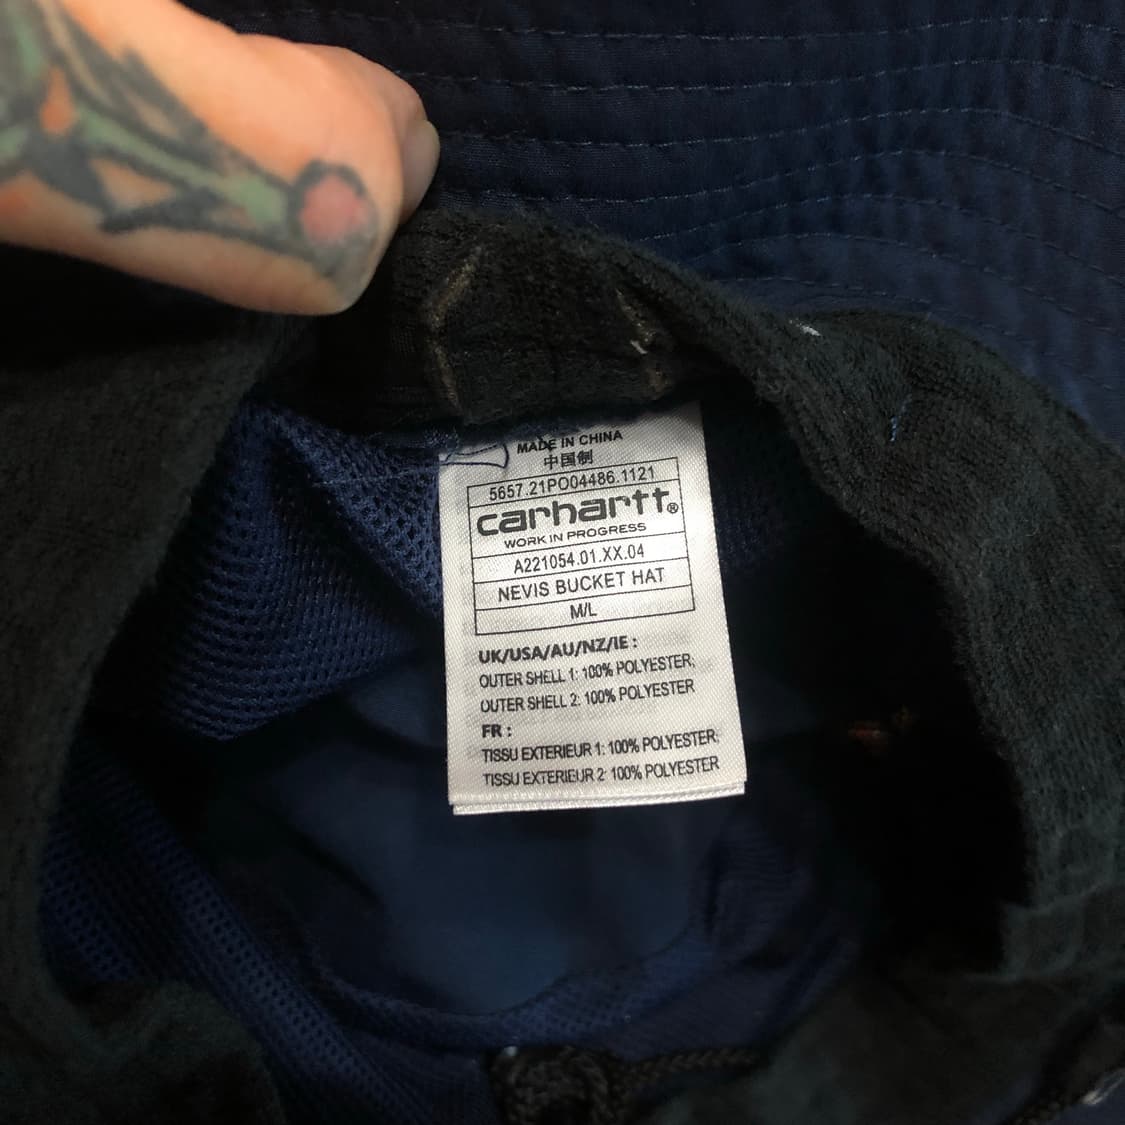 MADE IN CHINA
中国制
5657.21PO04486.1121
carhartt®
WORK IN PROGRESS
A221054.01.XX.04
NEVIS BUCKET HAT
M/L
UK/USA/AU/NZ/IE :
OUTER SHELL 1: 100% POLYESTER;
OUTER SHELL 2: 100% POLYESTER
FR :
TISSU EXTERIEUR 1: 100% POLYESTER;
TISSU EXTERIEUR 2: 100% POLYESTER